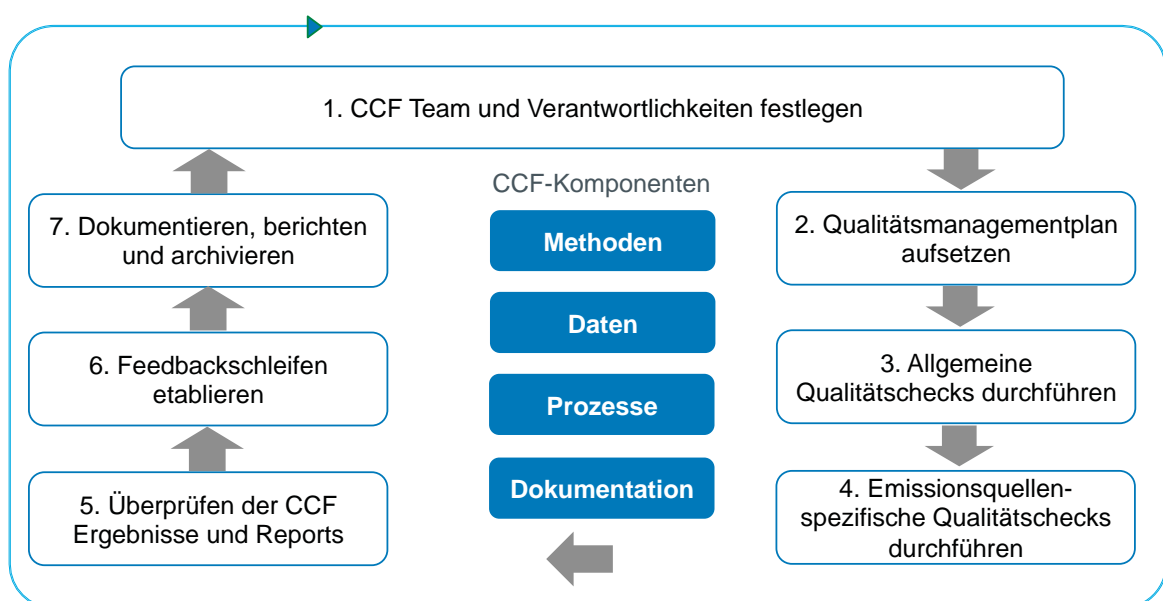 1. CCF Team und Verantwortlichkeiten festlegen
CCF-Komponenten
Methoden
Daten
Prozesse
Dokumentation
2. Qualitätsmanagementplan
aufsetzen
3. Allgemeine
Qualitätschecks durchführen
4. Emissionsquellen-
spezifische Qualitätschecks
durchführen
5. Überprüfen der CCF
Ergebnisse und Reports
6. Feedbackschleifen
etablieren
7. Dokumentieren, berichten
und archivieren